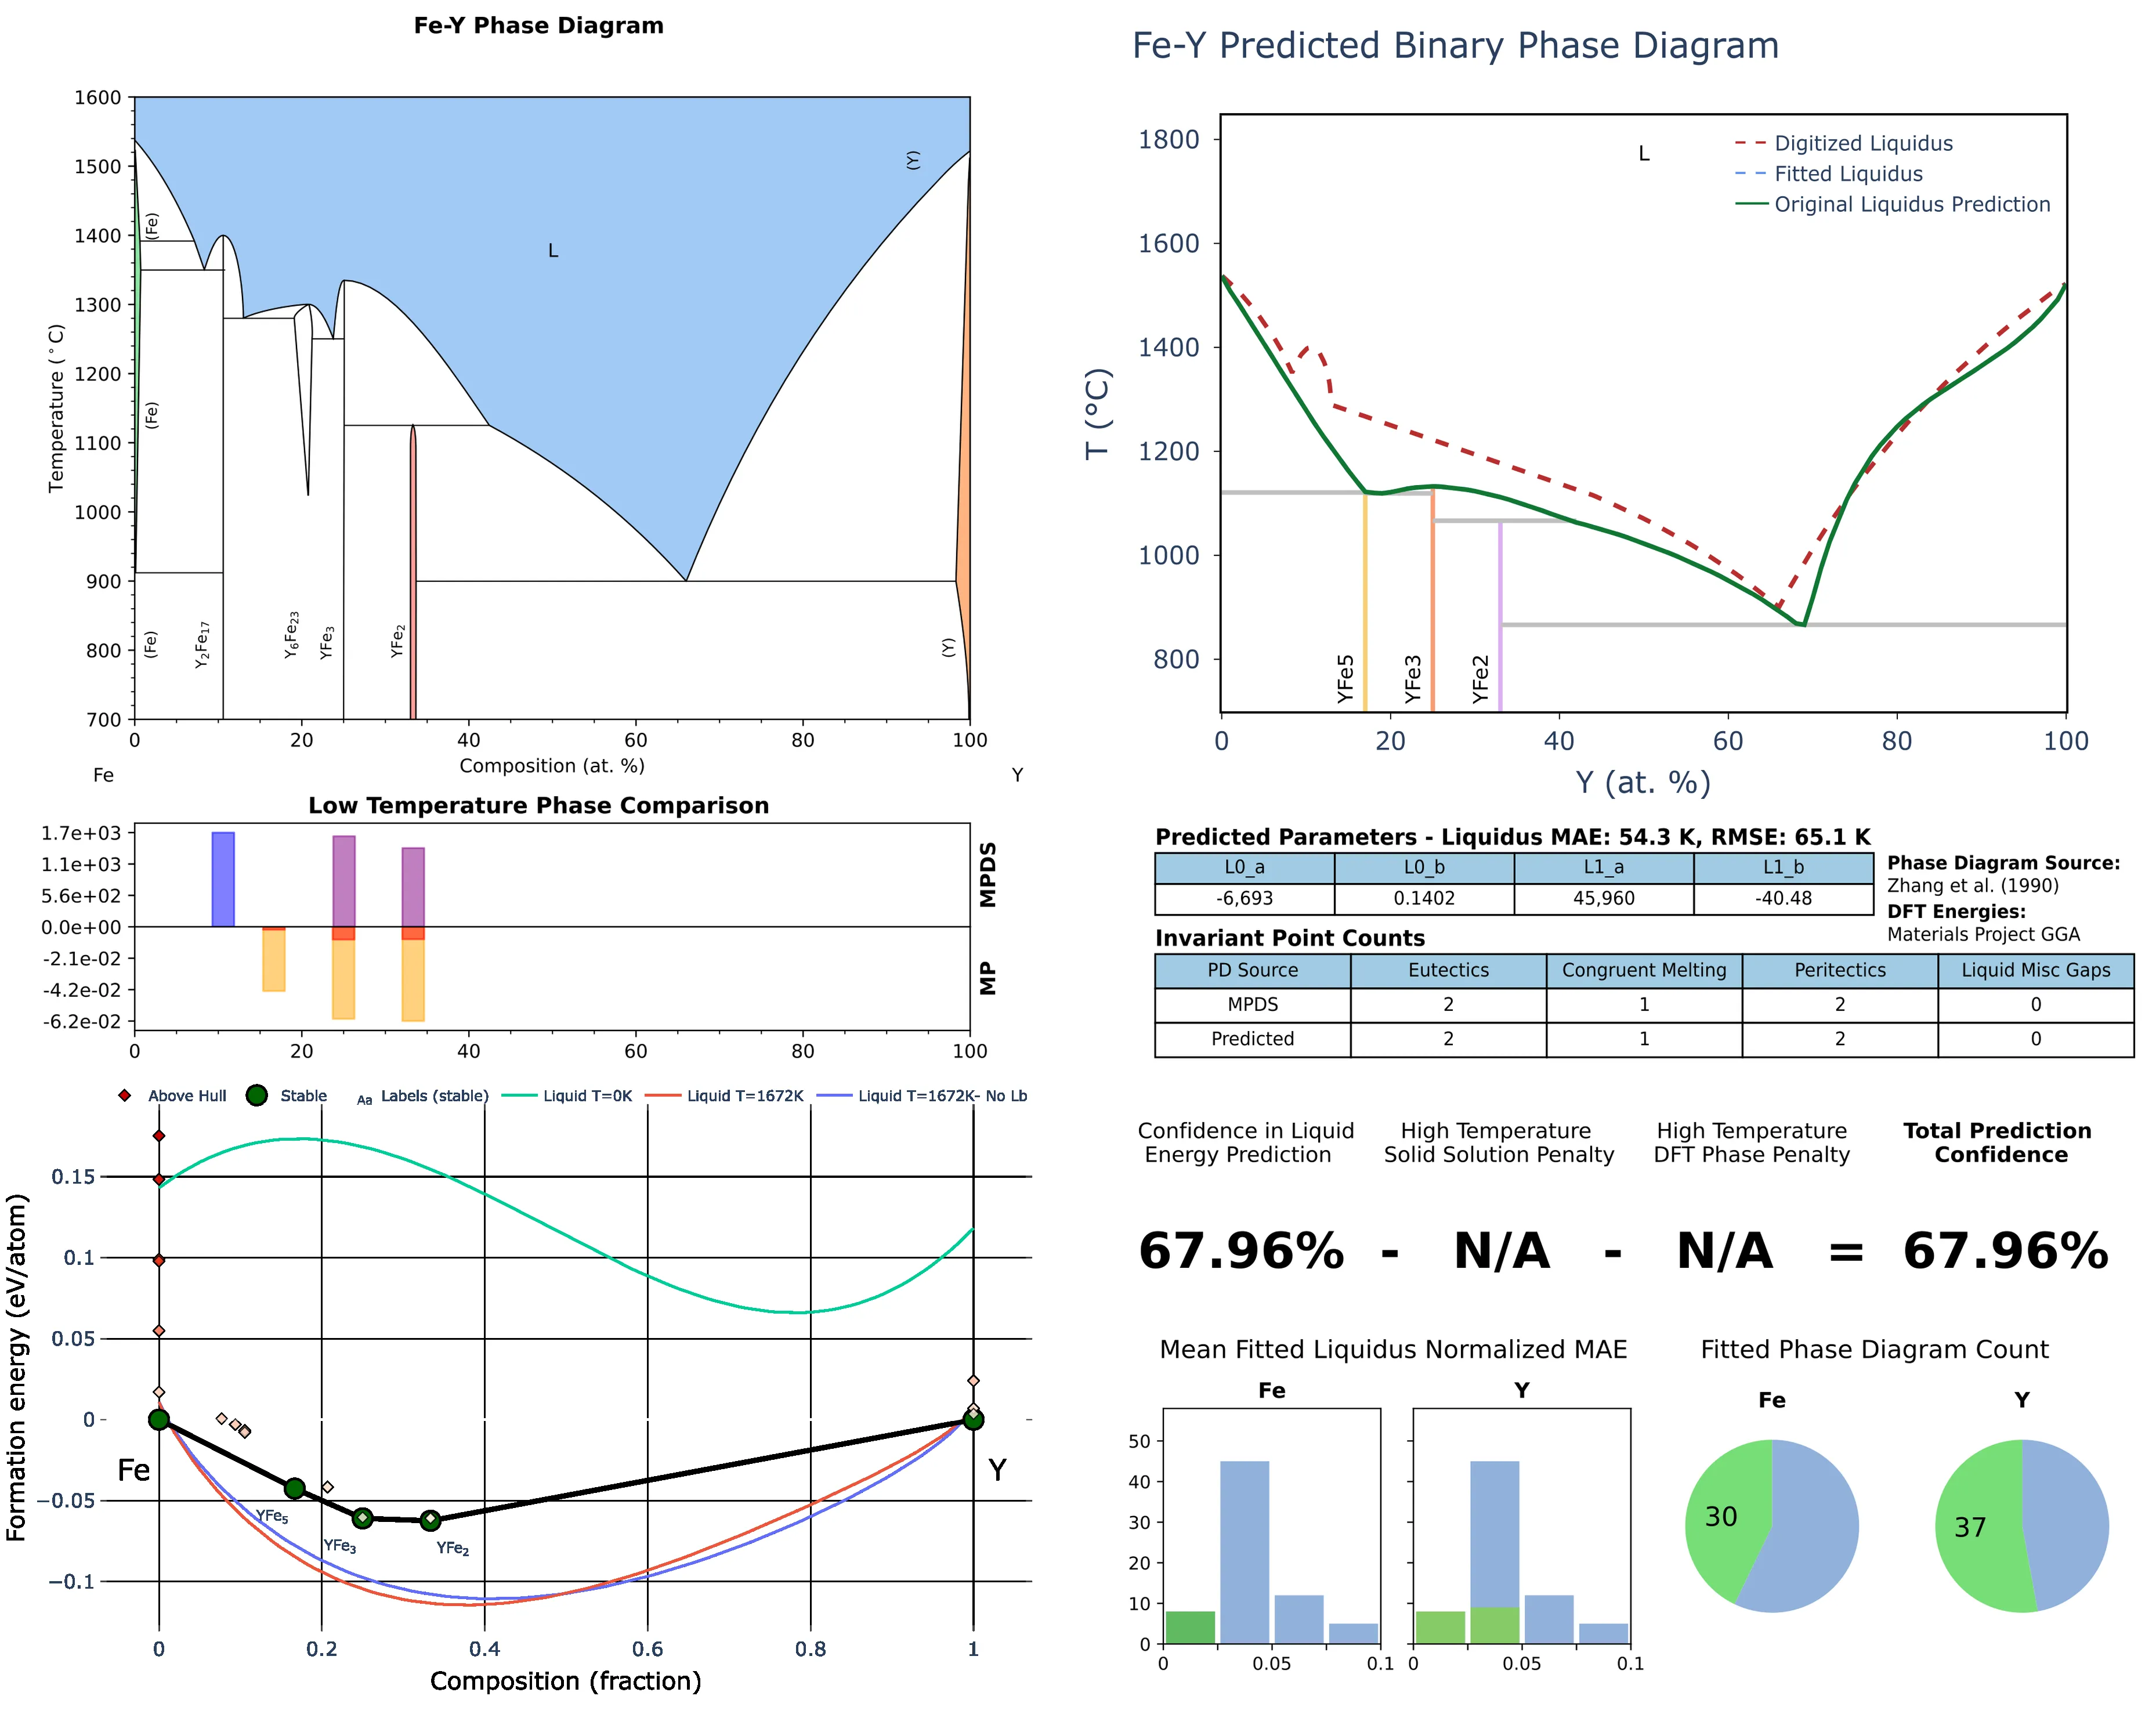 Fe-Y Phase Diagram
1600
1500
1400
1300
1200
1100
1000
900
800
700
Temperature (°C)
(Fe)
(Fe)
(Fe)
Y2Fe17
Y6Fe23
YFe3
YFe2
L
(Y)
(Y)
0 20 40 60 80 100
Composition (at. %)
Fe Y
Low Temperature Phase Comparison
1.7e+03
1.1e+03
5.6e+02
0.0e+00
-2.1e-02
-4.2e-02
-6.2e-02
MPDS
MP
0 20 40 60 80 100
Above Hull Stable Aa Labels (stable) Liquid T=0K Liquid T=1672K Liquid T=1672K- No Lb
0.15
0.1
0.05
0
−0.05
−0.1
Formation energy (eV/atom)
Fe Y
YFe5
YFe3
YFe2
0 0.2 0.4 0.6 0.8 1
Composition (fraction)
Fe-Y Predicted Binary Phase Diagram
1800
1600
1400
1200
1000
800
T (°C)
L
Digitized Liquidus
Fitted Liquidus
Original Liquidus Prediction
YFe5
YFe3
YFe2
0 20 40 60 80 100
Y (at. %)
Predicted Parameters - Liquidus MAE: 54.3 K, RMSE: 65.1 K
L0_a L0_b L1_a L1_b
-6,693 0.1402 45,960 -40.48
Phase Diagram Source:
Zhang et al. (1990)
DFT Energies:
Materials Project GGA
Invariant Point Counts
PD Source Eutectics Congruent Melting Peritectics Liquid Misc Gaps
MPDS 2 1 2 0
Predicted 2 1 2 0
Confidence in Liquid Energy Prediction
High Temperature Solid Solution Penalty
High Temperature DFT Phase Penalty
Total Prediction Confidence
67.96% - N/A - N/A = 67.96%
Mean Fitted Liquidus Normalized MAE
Fe Y
50
40
30
20
10
0
0 0.05 0.1 0 0.05 0.1
Fitted Phase Diagram Count
Fe Y
30 37